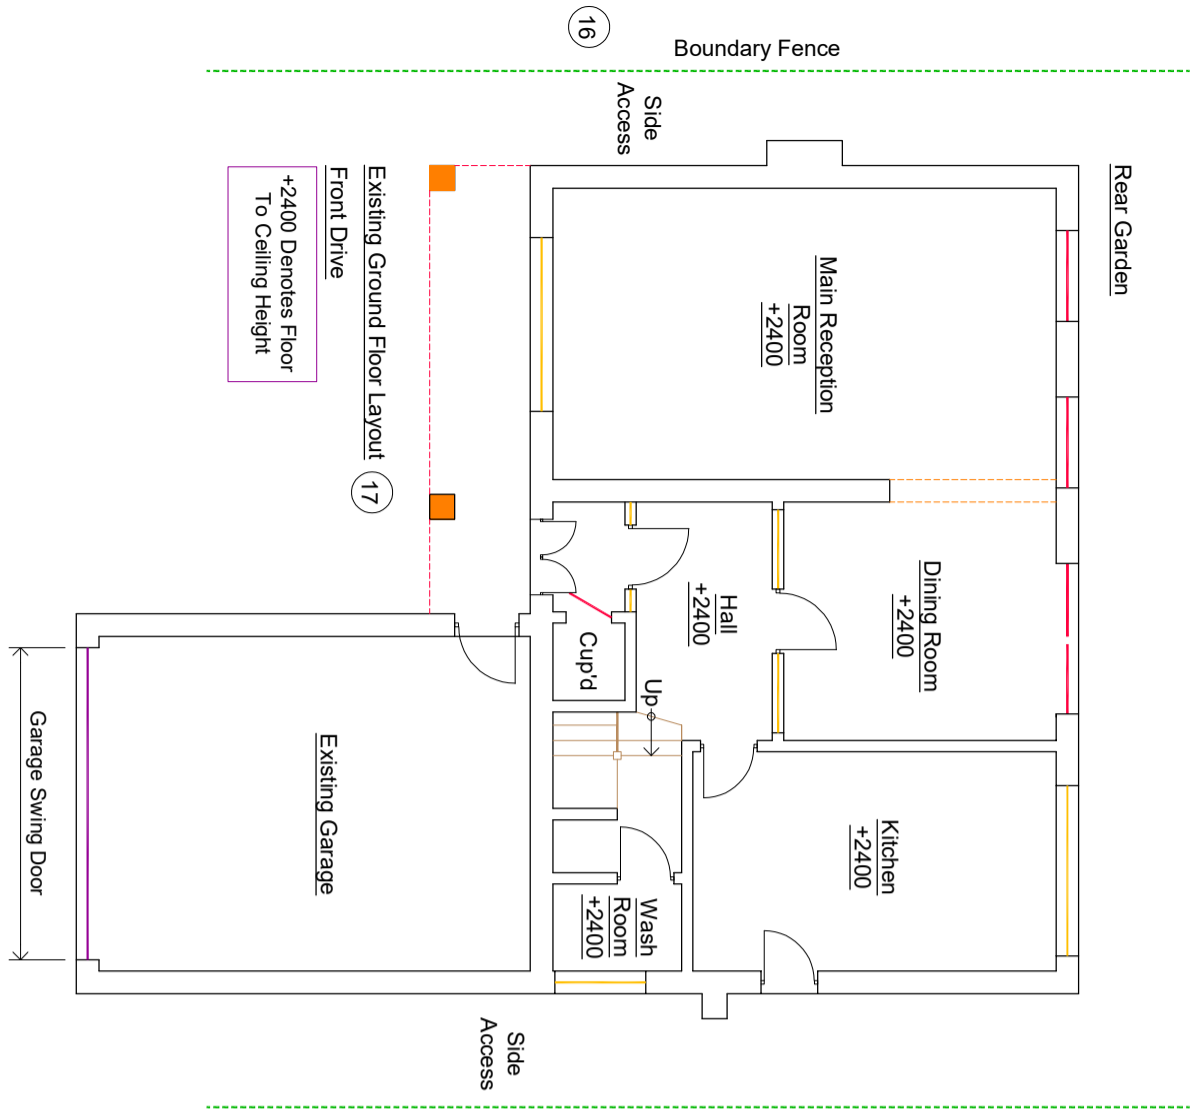 16
Boundary Fence
Side
Access
Rear Garden
Main Reception
Room
+2400
Existing Ground Floor Layout
17
Front Drive
+2400 Denotes Floor
To Ceiling Height
Dining Room
+2400
Hall
+2400
Cup'd
Up
Kitchen
+2400
Wash
Room
+2400
Existing Garage
Garage Swing Door
Side
Access